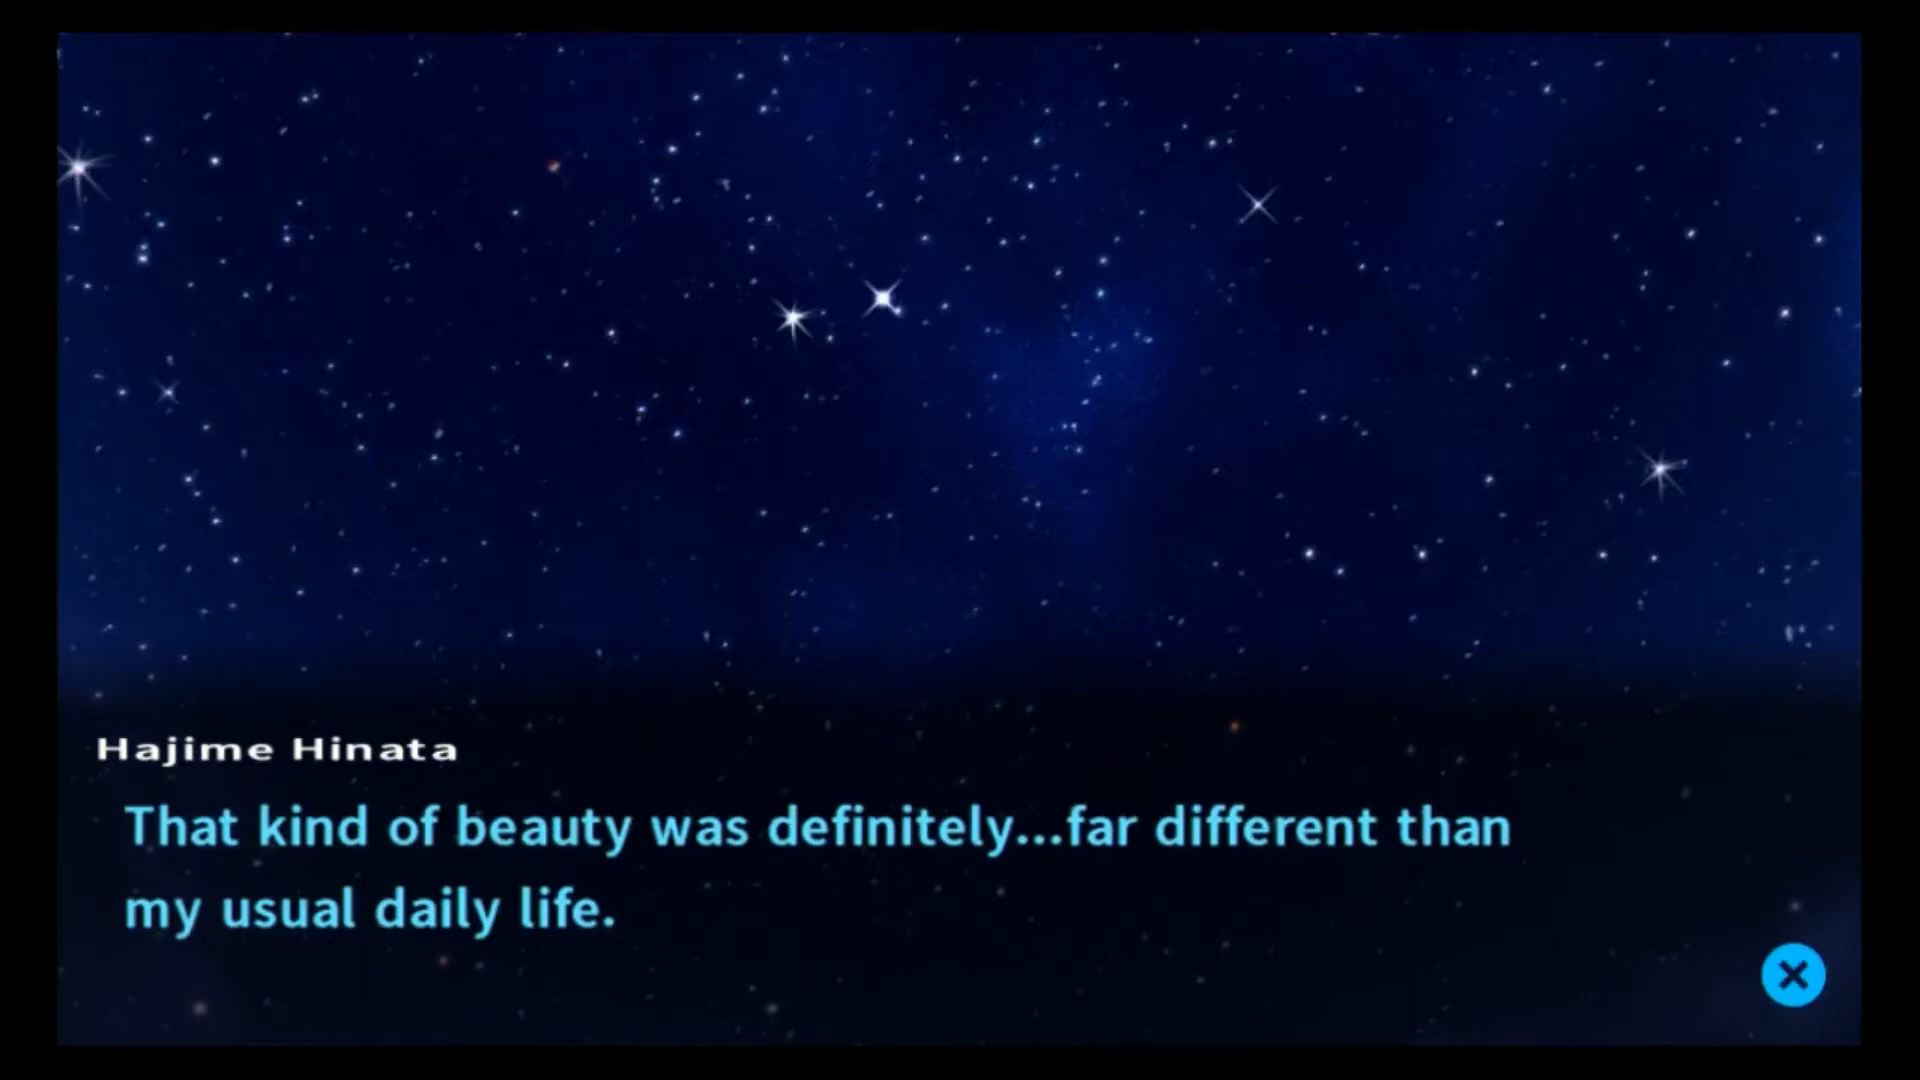 Hajime Hinata
That kind of beauty was definitely...far different than
my usual daily life.